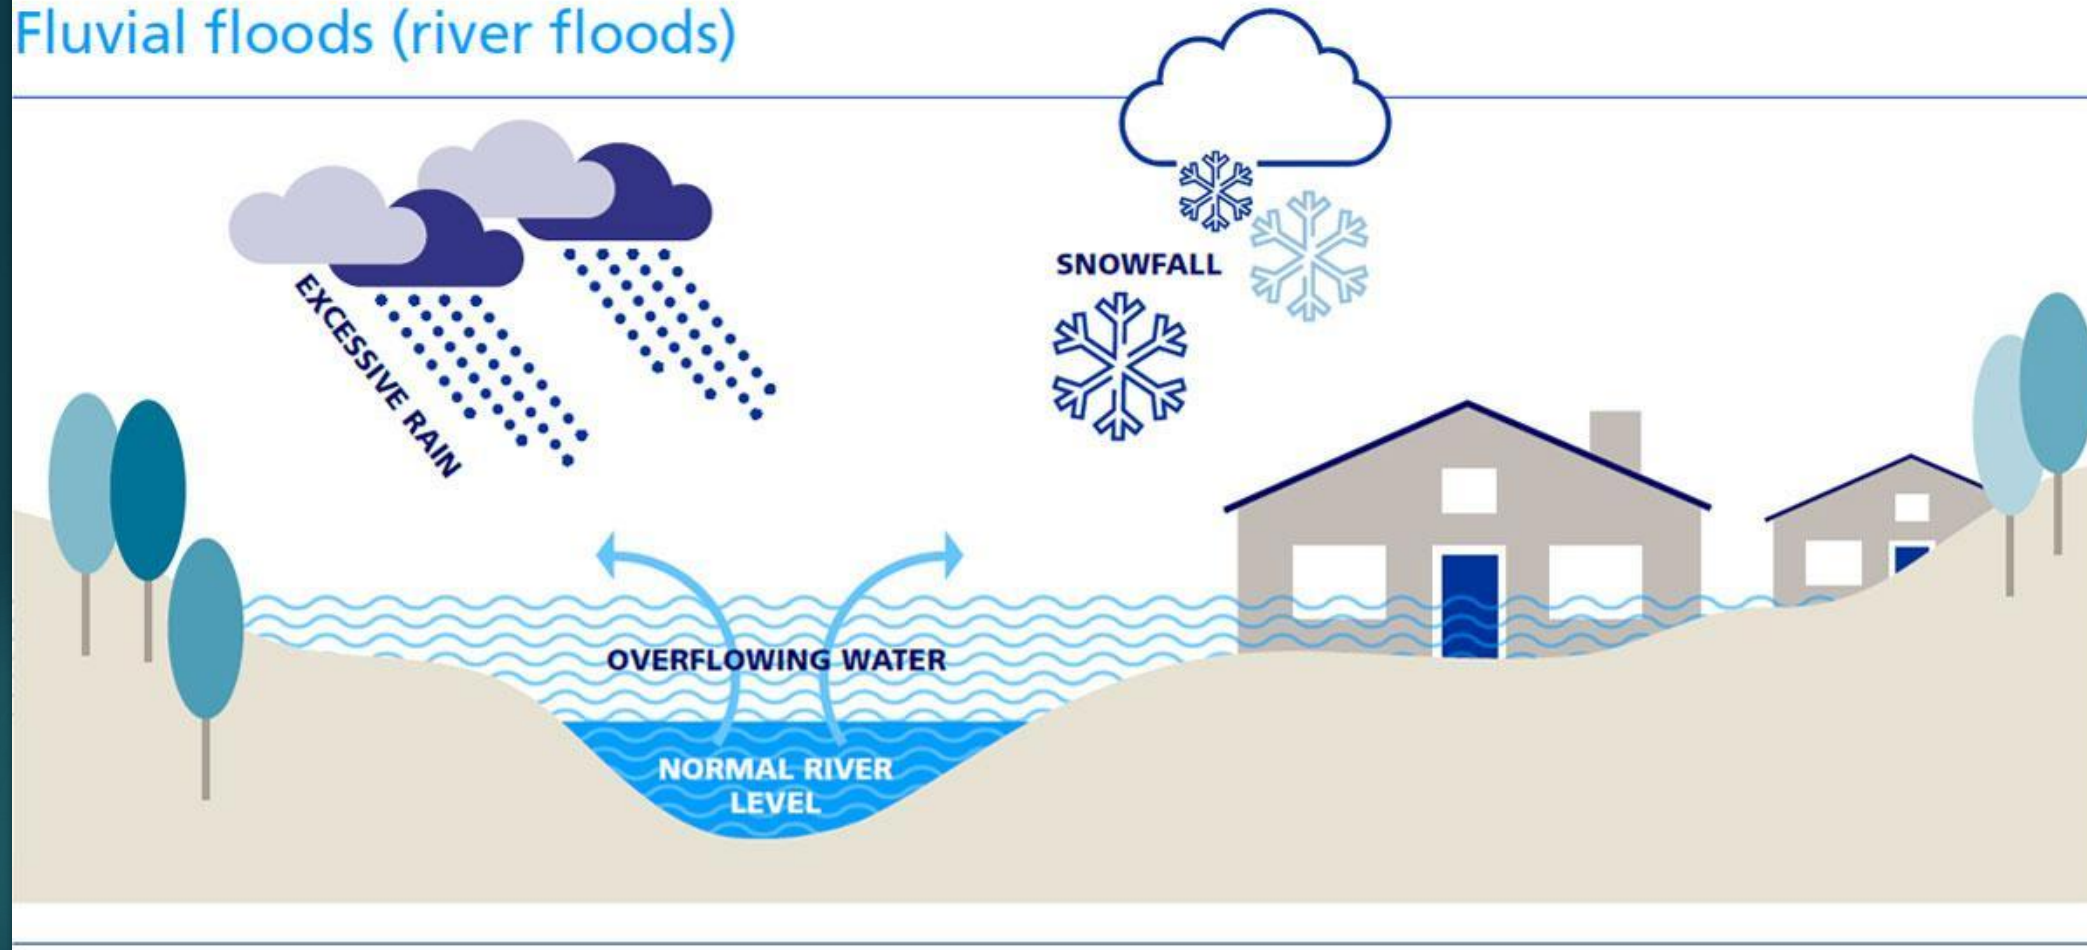 Fluvial floods (river floods)
EXCESSIVE RAIN
SNOWFALL
OVERFLOWING WATER
NORMAL RIVER
LEVEL